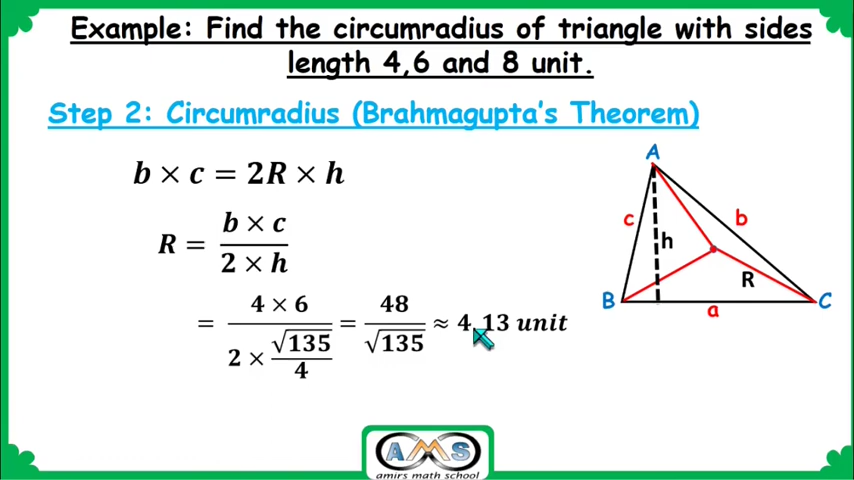 Example: Find the circumradius of triangle with sides
length 4,6 and 8 unit.
Step 2: Circumradius (Brahmagupta's Theorem)
b × c = 2R × h
R = b × c / 2 × h
= 4 × 6 / 2 × √135 / 4 = 48 / √135 ≈ 4.13 unit
A
c
b
h
R
B
a
C
AMS
amirs math school